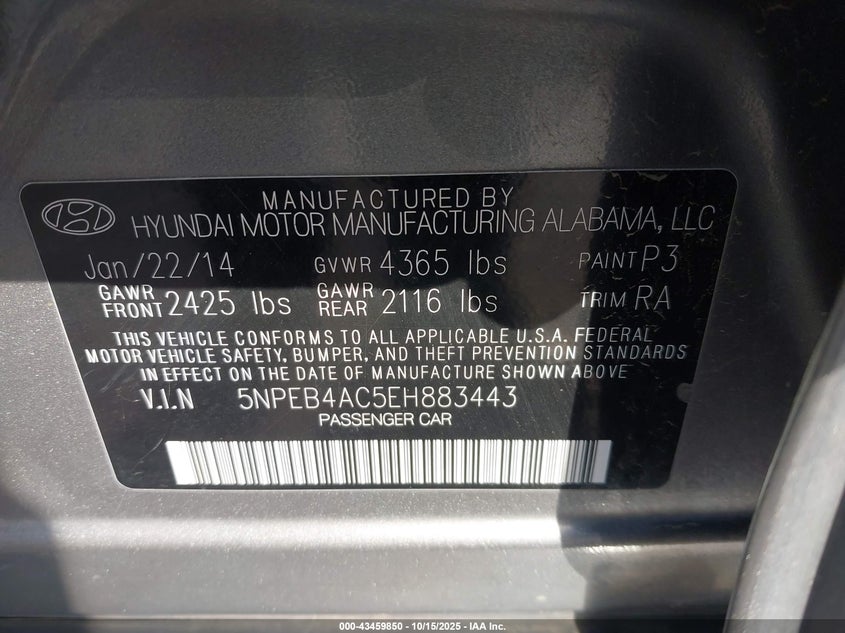 MANUFACTURED BY
HYUNDAI MOTOR MANUFACTURING ALABAMA, LLC
Jan/22/14 GVWR 4365 lbs PAINT P3
GAWR FRONT 2425 lbs GAWR REAR 2116 lbs TRIM RA
THIS VEHICLE CONFORMS TO ALL APPLICABLE U.S.A. FEDERAL
MOTOR VEHICLE SAFETY, BUMPER, AND THEFT PREVENTION STANDARDS
IN EFFECT ON THE DATE OF MANUFACTURE SHOWN ABOVE
V.I.N 5NPEB4AC5EH883443
PASSENGER CAR
000-43459850 - 10/15/2025 - IAA Inc.